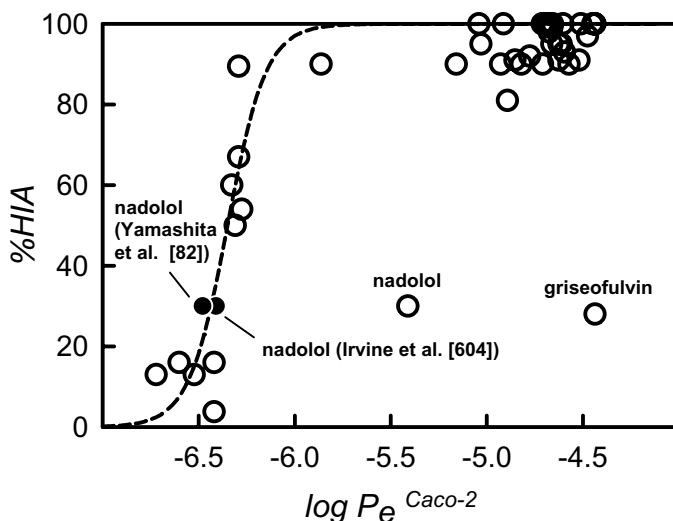 100
80
60
40
20
0
%HIA
nadolol
(Yamashita
et al. [82])
nadolol
griseofulvin
nadolol (Irvine et al. [604])
-6.5 -6.0 -5.5 -5.0 -4.5
log Pe Caco-2